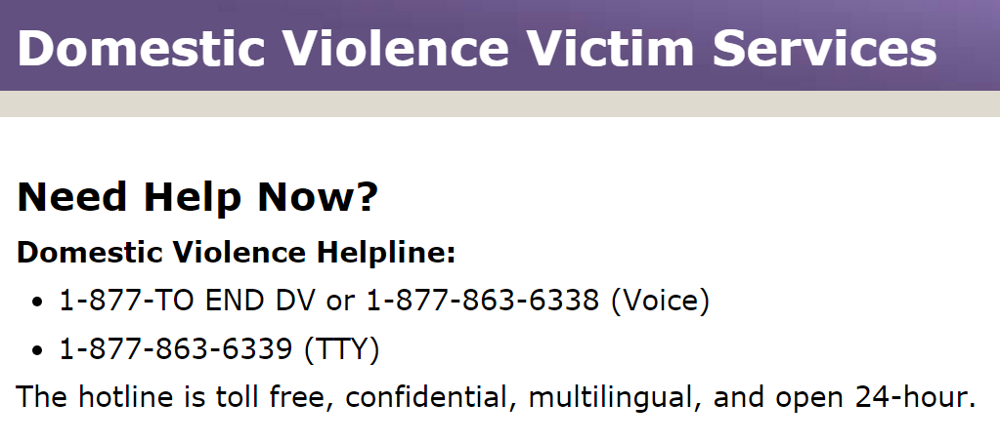 Domestic Violence Victim Services
Need Help Now?
Domestic Violence Helpline:
• 1-877-TO END DV or 1-877-863-6338 (Voice)
• 1-877-863-6339 (TTY)
The hotline is toll free, confidential, multilingual, and open 24-hour.